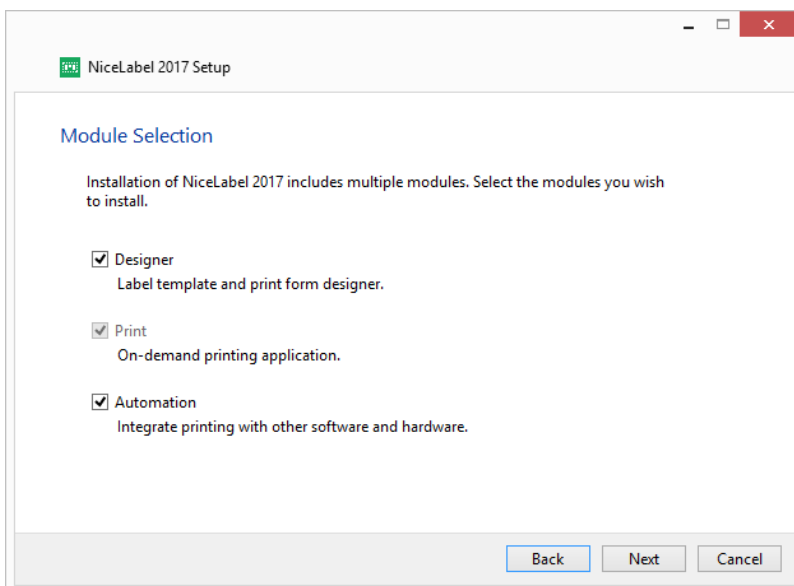 NiceLabel 2017 Setup
Module Selection
Installation of NiceLabel 2017 includes multiple modules. Select the modules you wish
to install.
Designer
Label template and print form designer.
Print
On-demand printing application.
Automation
Integrate printing with other software and hardware.
Back Next Cancel